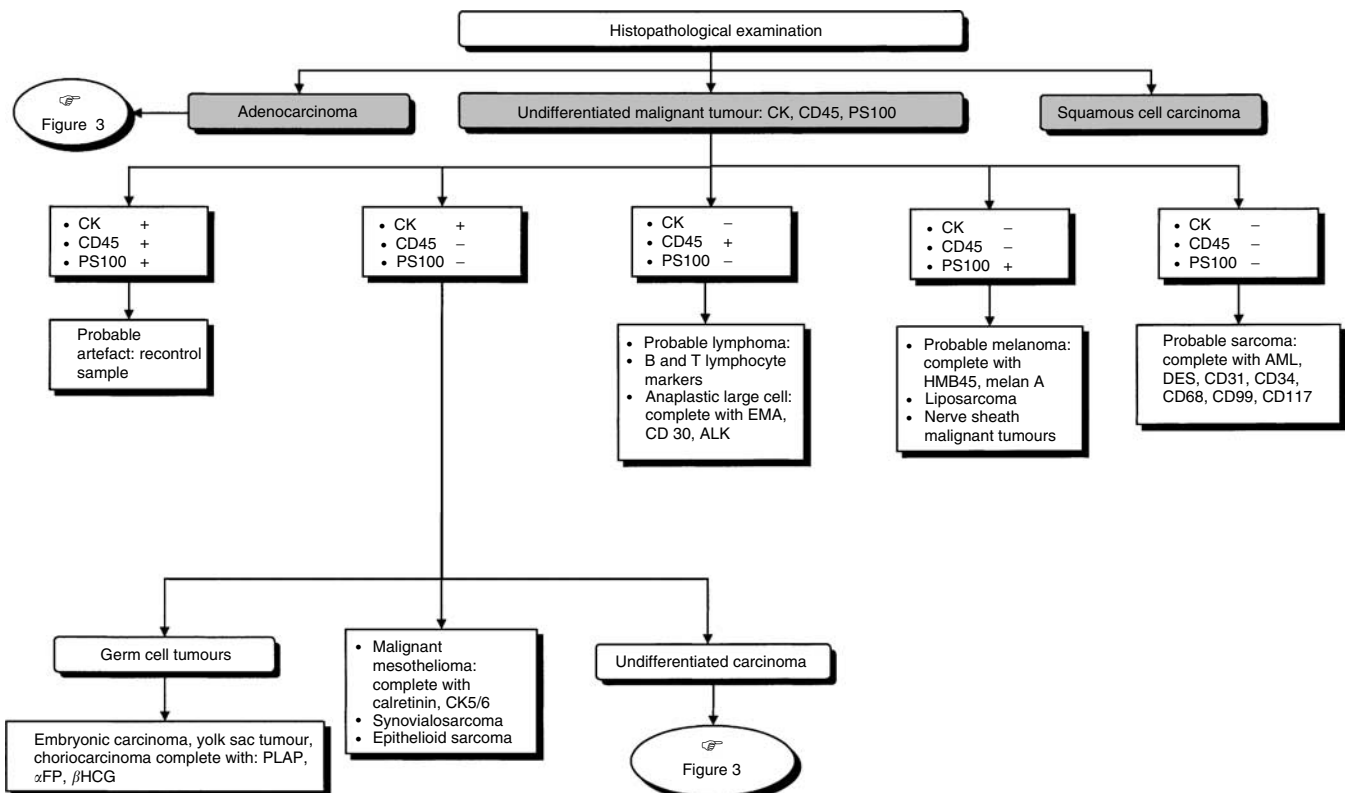 Histopathological examination
☞
Figure 3
Adenocarcinoma
Undifferentiated malignant tumour: CK, CD45, PS100
Squamous cell carcinoma
• CK +
• CD45 +
• PS100 +
• CK +
• CD45 –
• PS100 –
• CK –
• CD45 +
• PS100 –
• CK –
• CD45 –
• PS100 +
• CK –
• CD45 –
• PS100 –
Probable
artefact: recontrol
sample
• Probable lymphoma:
• B and T lymphocyte
markers
• Anaplastic large cell:
complete with EMA,
CD 30, ALK
• Probable melanoma:
complete with
HMB45, melan A
• Liposarcoma
• Nerve sheath
malignant tumours
Probable sarcoma:
complete with AML,
DES, CD31, CD34,
CD68, CD99, CD117
Germ cell tumours
• Malignant
mesothelioma:
complete with
calretinin, CK5/6
• Synovialosarcoma
• Epithelioid sarcoma
Undifferentiated carcinoma
Embryonic carcinoma, yolk sac tumour,
choriocarcinoma complete with: PLAP,
αFP, βHCG
☞
Figure 3